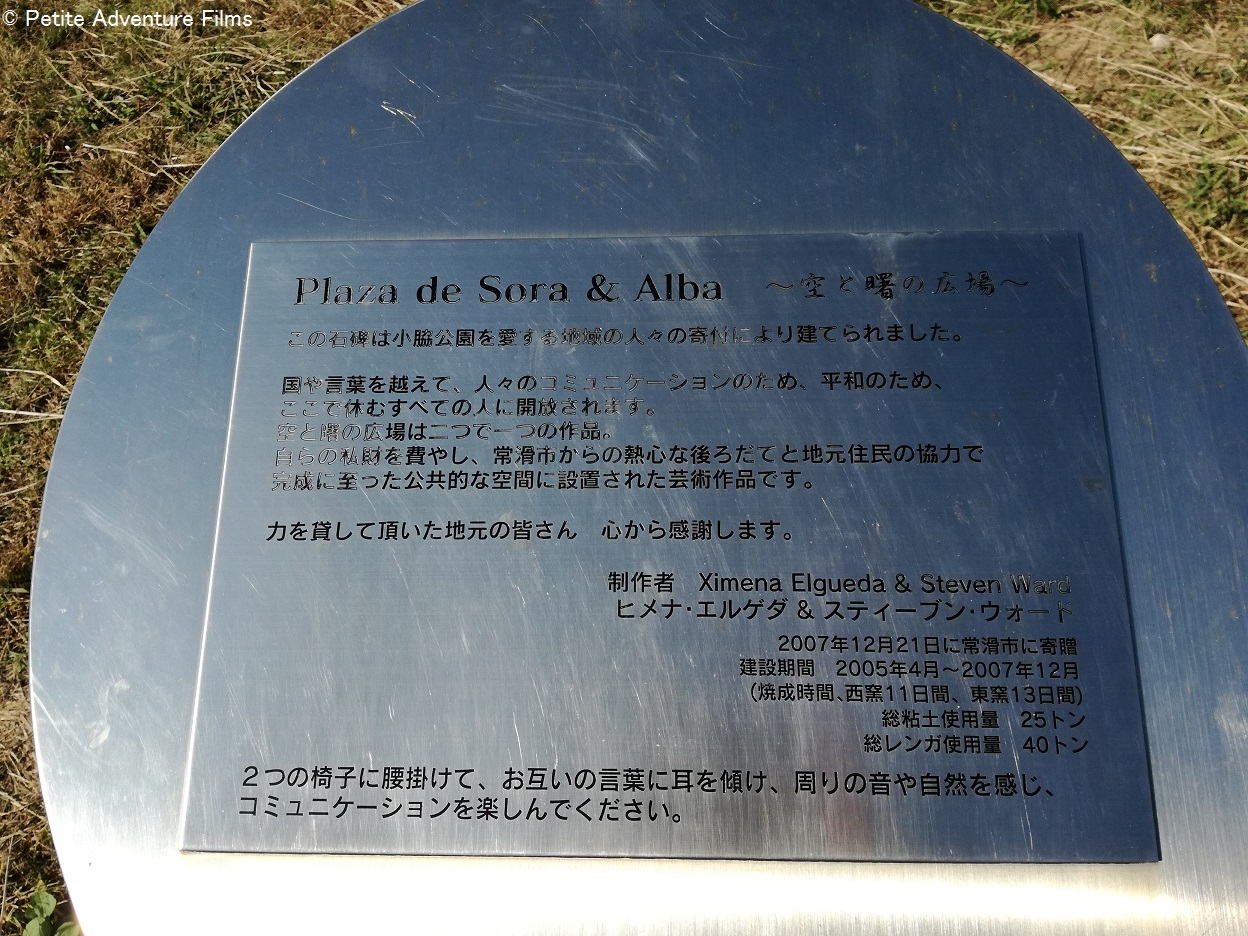 © Petite Adventure Films
Plaza de Sora & Alba　～空と曙の広場～
この石碑は小脇公園を愛する地域の人々の寄付により建てられました。
国や言葉を越えて、人々のコミュニケーションのため、平和のため、
ここで休むすべての人に開放されます。
空と曙の広場は二つで一つの作品。
自らの私財を費やし、常滑市からの熱心な後ろだてと地元住民の協力で
完成に至った公共的な空間に設置された芸術作品です。
力を貸して頂いた地元の皆さん　心から感謝します。
制作者　Ximena Elgueda & Steven Ward
ヒメナ・エルゲダ & スティーブン・ウォード
2007年12月21日に常滑市に寄贈
建設期間　2005年4月～2007年12月
(焼成時間、西窯11日間、東窯13日間)
総粘土使用量　25トン
総レンガ使用量　40トン
２つの椅子に腰掛けて、お互いの言葉に耳を傾け、周りの音や自然を感じ、
コミュニケーションを楽しんでください。